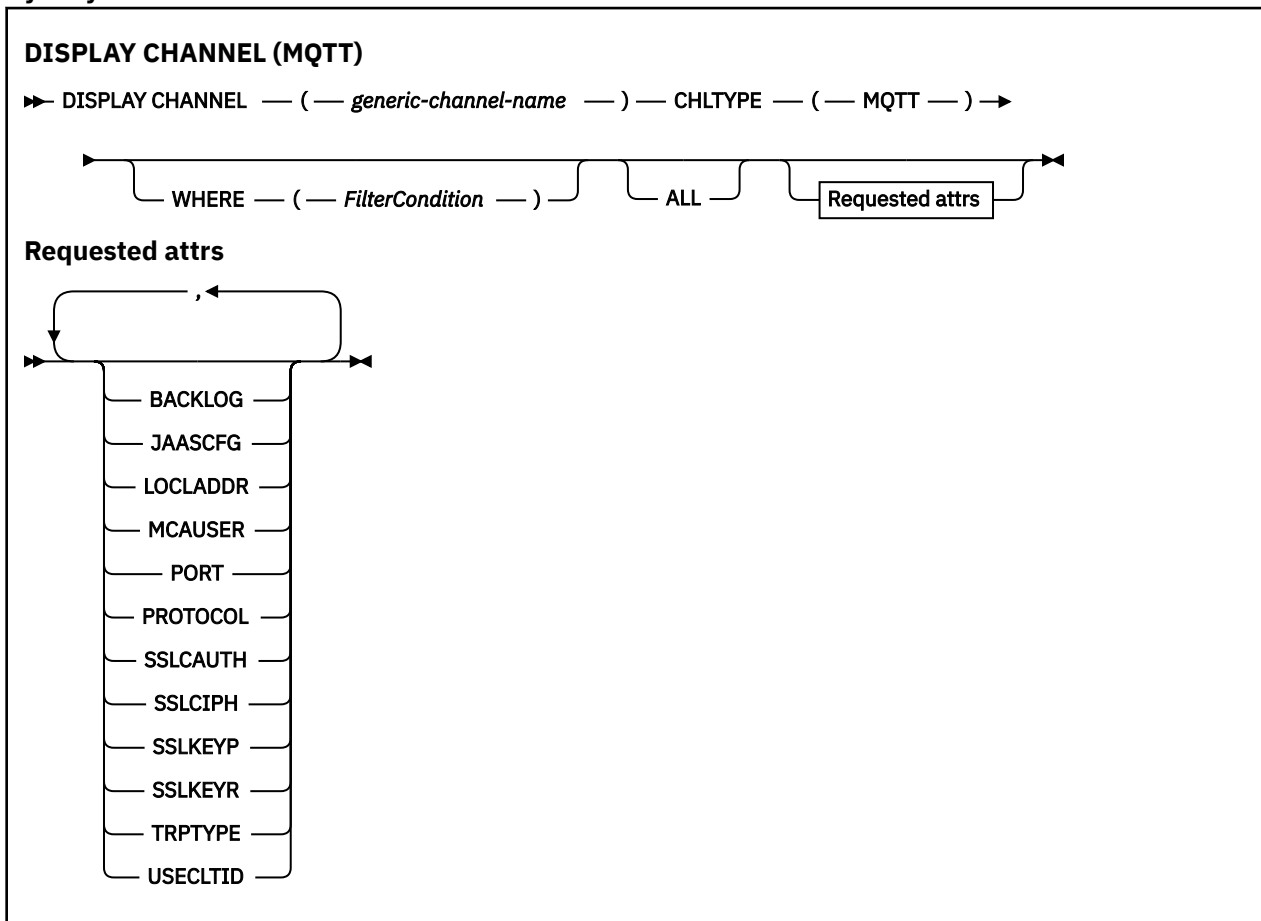 DISPLAY CHANNEL (MQTT)
DISPLAY CHANNEL ( generic-channel-name ) CHLTYPE ( MQTT )
WHERE ( FilterCondition ) ALL Requested attrs
Requested attrs
,
BACKLOG
JAASCFG
LOCLADDR
MCAUSER
PORT
PROTOCOL
SSLCAUTH
SSLCIPH
SSLKEYP
SSLKEYR
TRPTYPE
USECLTID